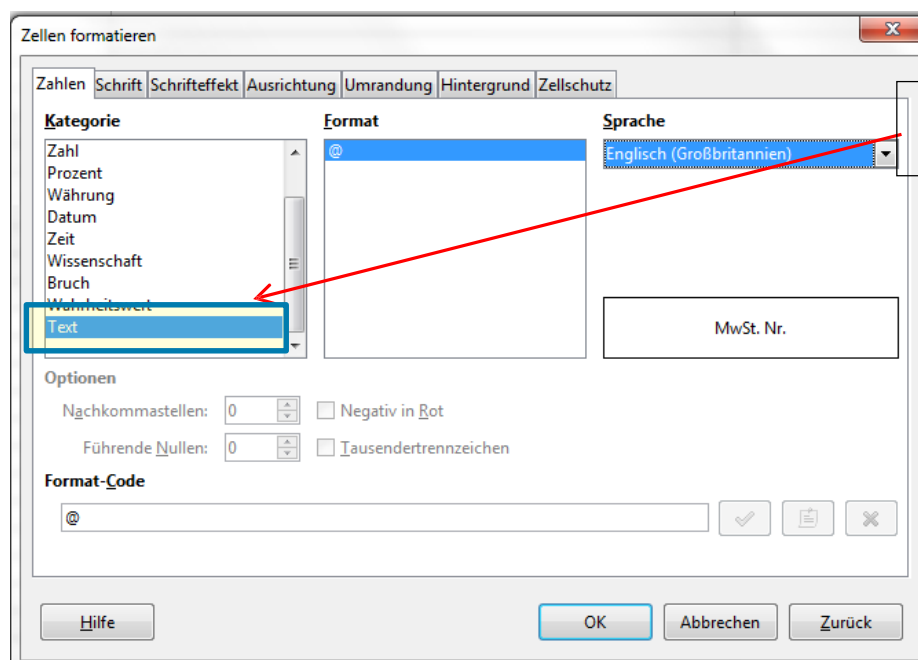 Zellen formatieren
Zahlen Schrift Schrifteffekt Ausrichtung Umrandung Hintergrund Zellschutz
Kategorie Format Sprache
Zahl @ Englisch (Großbritannien)
Prozent
Währung
Datum
Zeit
Wissenschaft
Bruch
Wahrheitswert
Text MwSt. Nr.
Optionen
Nachkommastellen: 0 Negativ in Rot
Führende Nullen: 0 Tausendertrennzeichen
Format-Code
@
Hilfe OK Abbrechen Zurück